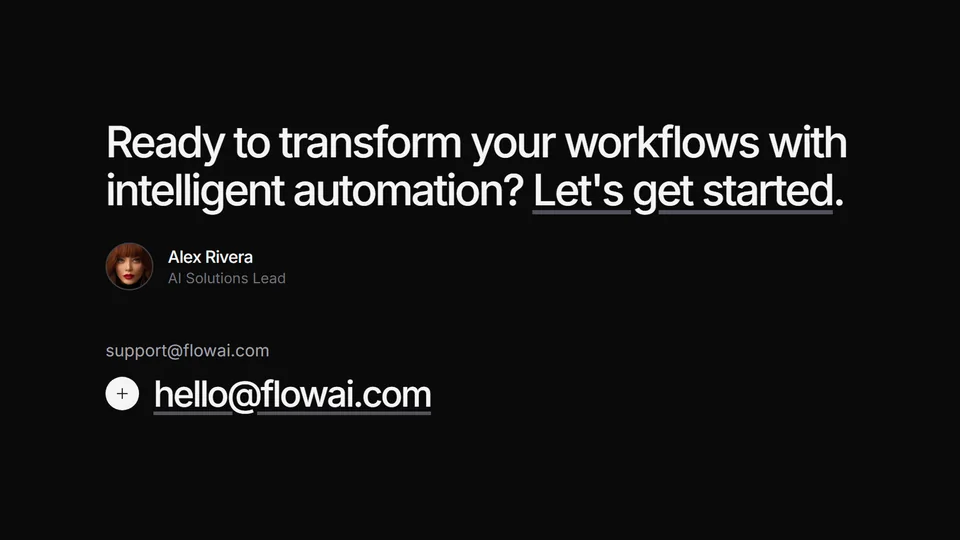 Ready to transform your workflows with
intelligent automation? Let's get started.
Alex Rivera
AI Solutions Lead
support@flowai.com
hello@flowai.com